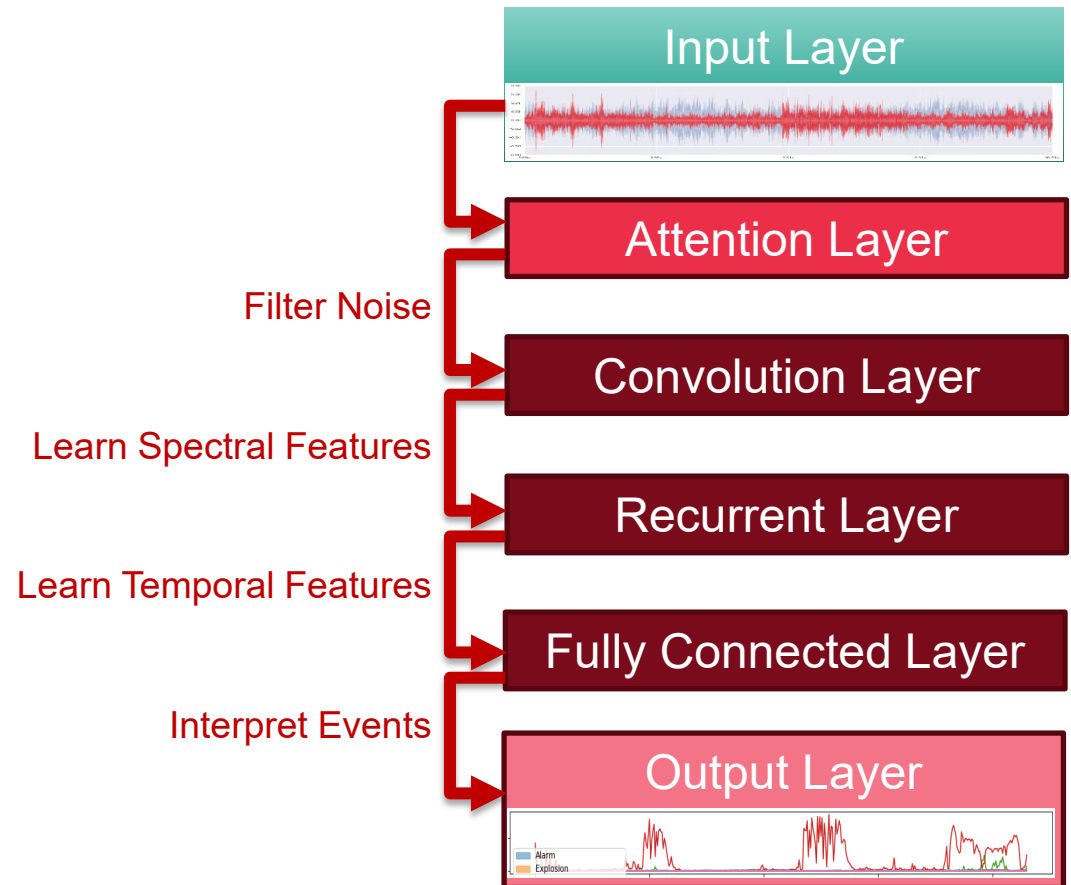 Input Layer
Attention Layer
Filter Noise
Convolution Layer
Learn Spectral Features
Recurrent Layer
Learn Temporal Features
Fully Connected Layer
Interpret Events
Output Layer
Alarm
Explosion